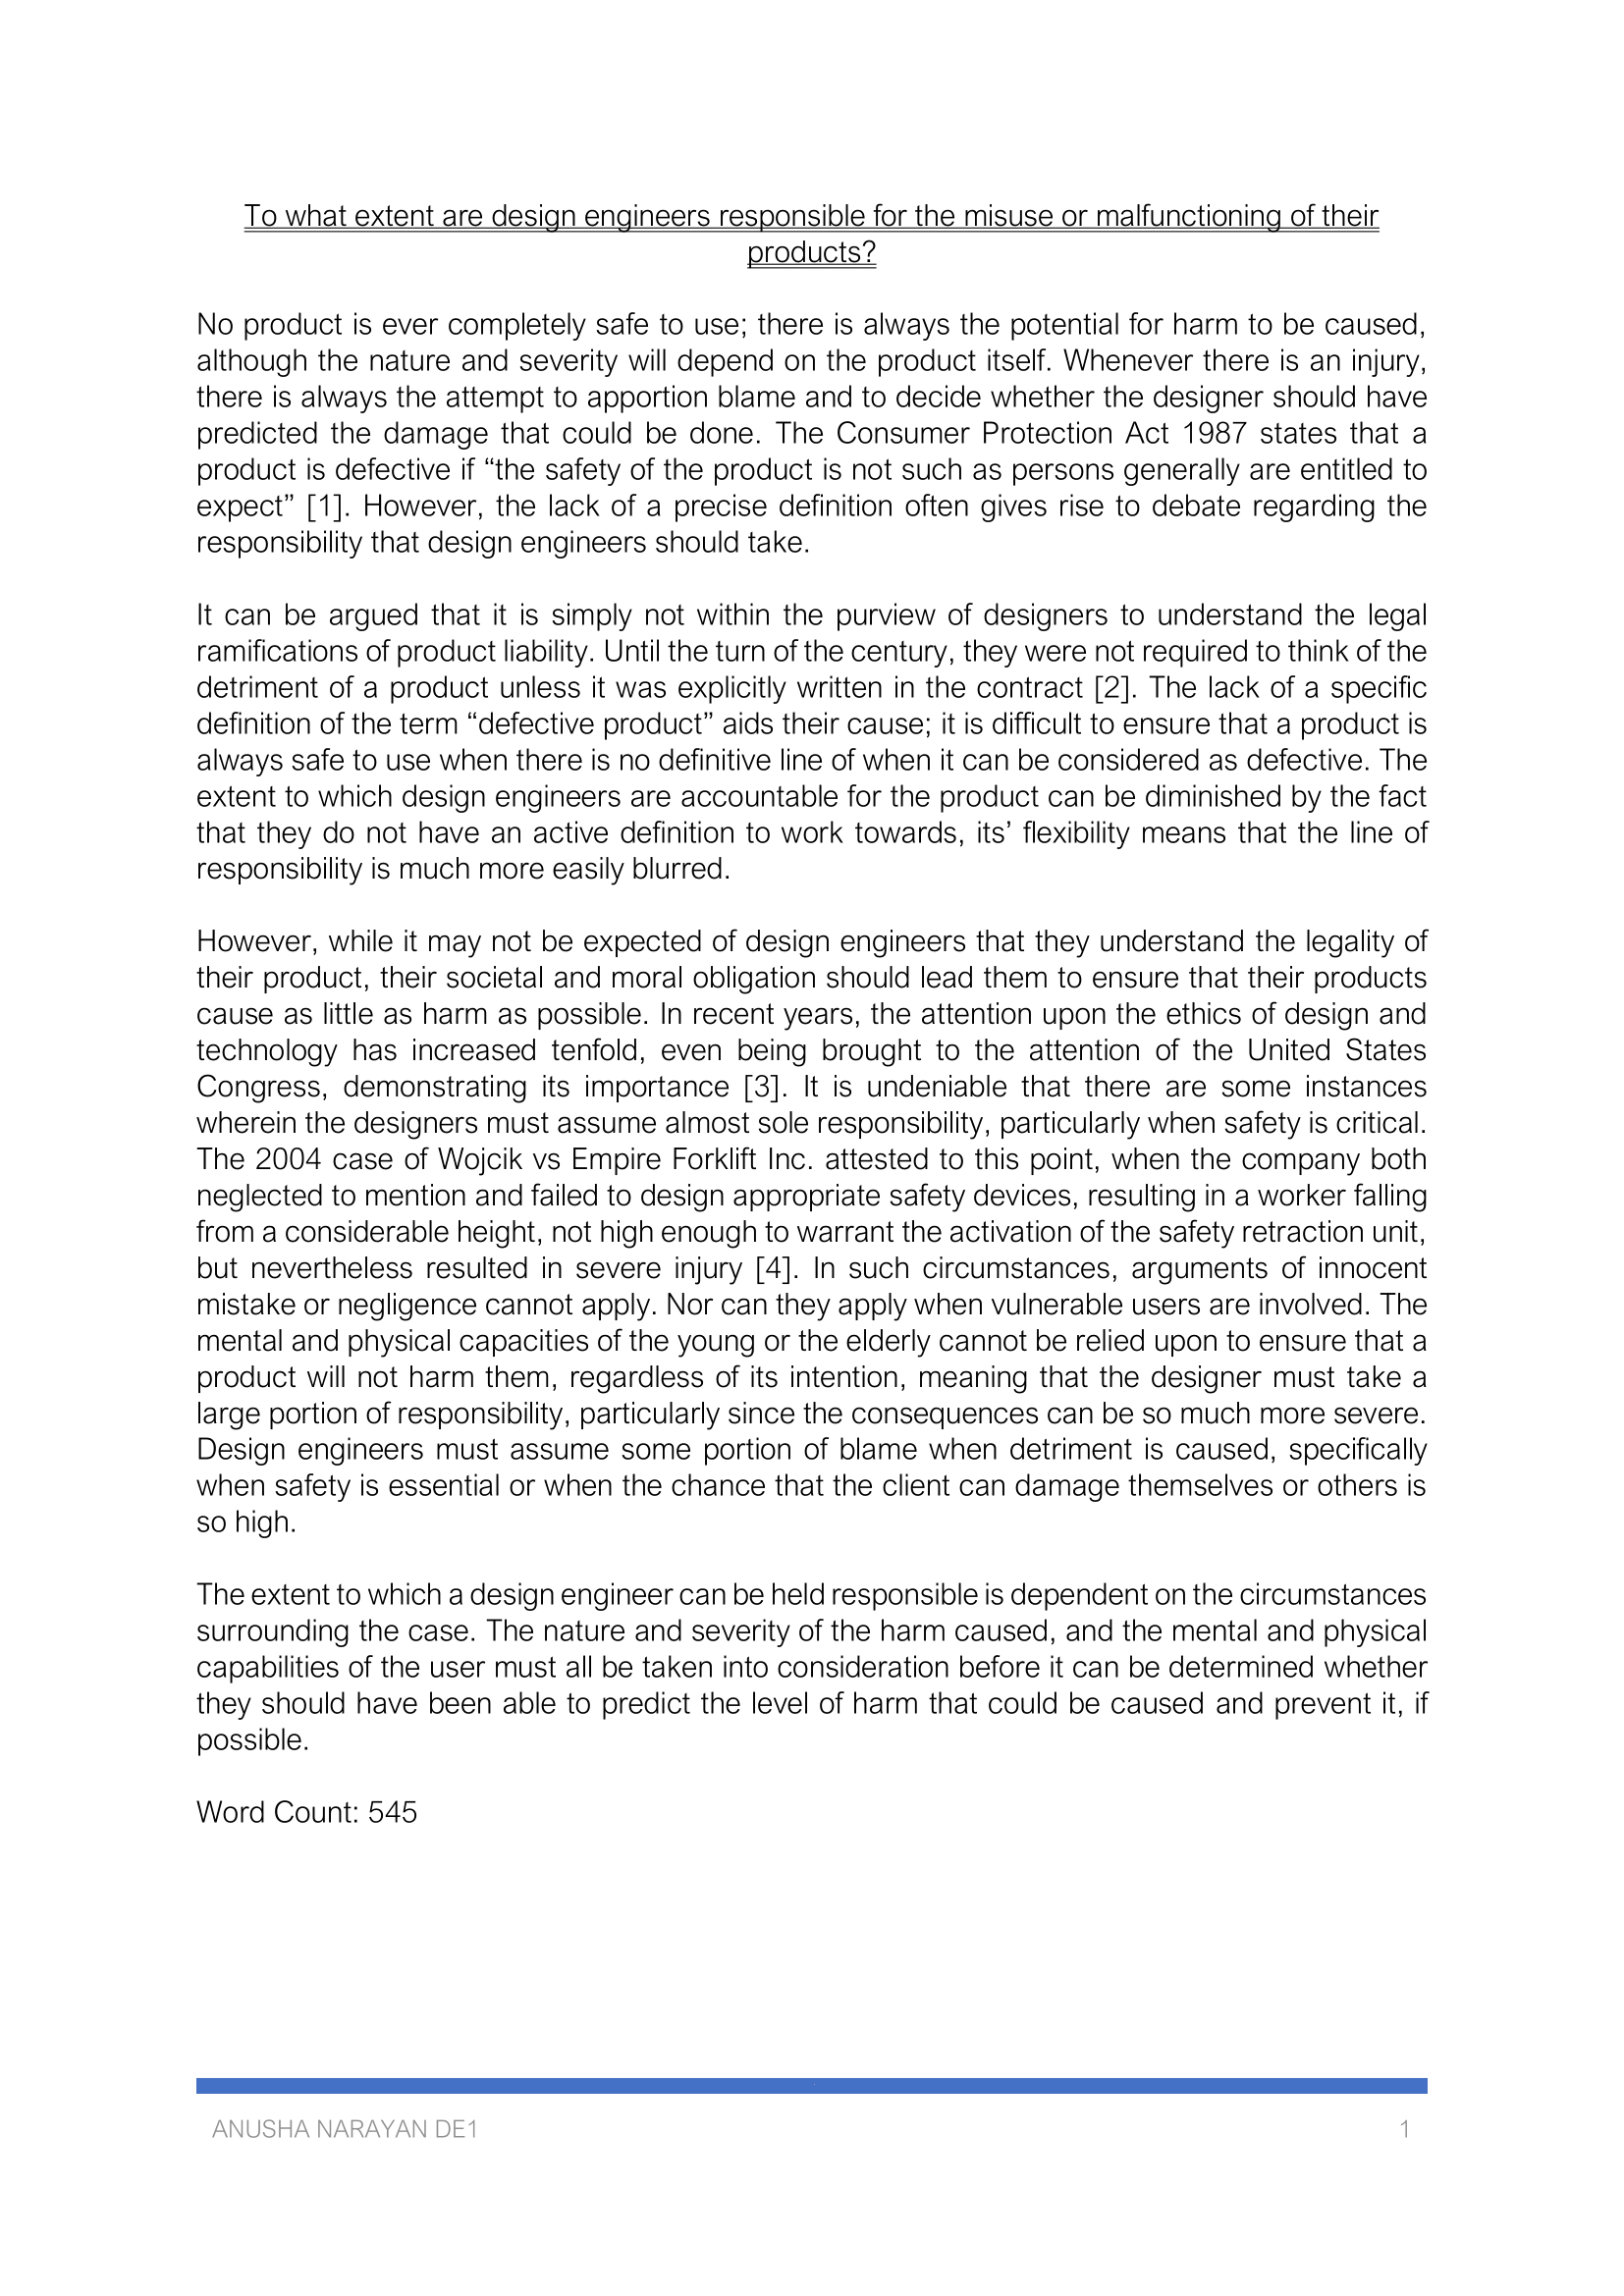 To what extent are design engineers responsible for the misuse or malfunctioning of their
products?
No product is ever completely safe to use; there is always the potential for harm to be caused,
although the nature and severity will depend on the product itself. Whenever there is an injury,
there is always the attempt to apportion blame and to decide whether the designer should have
predicted the damage that could be done. The Consumer Protection Act 1987 states that a
product is defective if “the safety of the product is not such as persons generally are entitled to
expect” [1]. However, the lack of a precise definition often gives rise to debate regarding the
responsibility that design engineers should take.
It can be argued that it is simply not within the purview of designers to understand the legal
ramifications of product liability. Until the turn of the century, they were not required to think of the
detriment of a product unless it was explicitly written in the contract [2]. The lack of a specific
definition of the term “defective product” aids their cause; it is difficult to ensure that a product is
always safe to use when there is no definitive line of when it can be considered as defective. The
extent to which design engineers are accountable for the product can be diminished by the fact
that they do not have an active definition to work towards, its’ flexibility means that the line of
responsibility is much more easily blurred.
However, while it may not be expected of design engineers that they understand the legality of
their product, their societal and moral obligation should lead them to ensure that their products
cause as little as harm as possible. In recent years, the attention upon the ethics of design and
technology has increased tenfold, even being brought to the attention of the United States
Congress, demonstrating its importance [3]. It is undeniable that there are some instances
wherein the designers must assume almost sole responsibility, particularly when safety is critical.
The 2004 case of Wojcik vs Empire Forklift Inc. attested to this point, when the company both
neglected to mention and failed to design appropriate safety devices, resulting in a worker falling
from a considerable height, not high enough to warrant the activation of the safety retraction unit,
but nevertheless resulted in severe injury [4]. In such circumstances, arguments of innocent
mistake or negligence cannot apply. Nor can they apply when vulnerable users are involved. The
mental and physical capacities of the young or the elderly cannot be relied upon to ensure that a
product will not harm them, regardless of its intention, meaning that the designer must take a
large portion of responsibility, particularly since the consequences can be so much more severe.
Design engineers must assume some portion of blame when detriment is caused, specifically
when safety is essential or when the chance that the client can damage themselves or others is
so high.
The extent to which a design engineer can be held responsible is dependent on the circumstances
surrounding the case. The nature and severity of the harm caused, and the mental and physical
capabilities of the user must all be taken into consideration before it can be determined whether
they should have been able to predict the level of harm that could be caused and prevent it, if
possible.
Word Count: 545
ANUSHA NARAYAN DE1 1